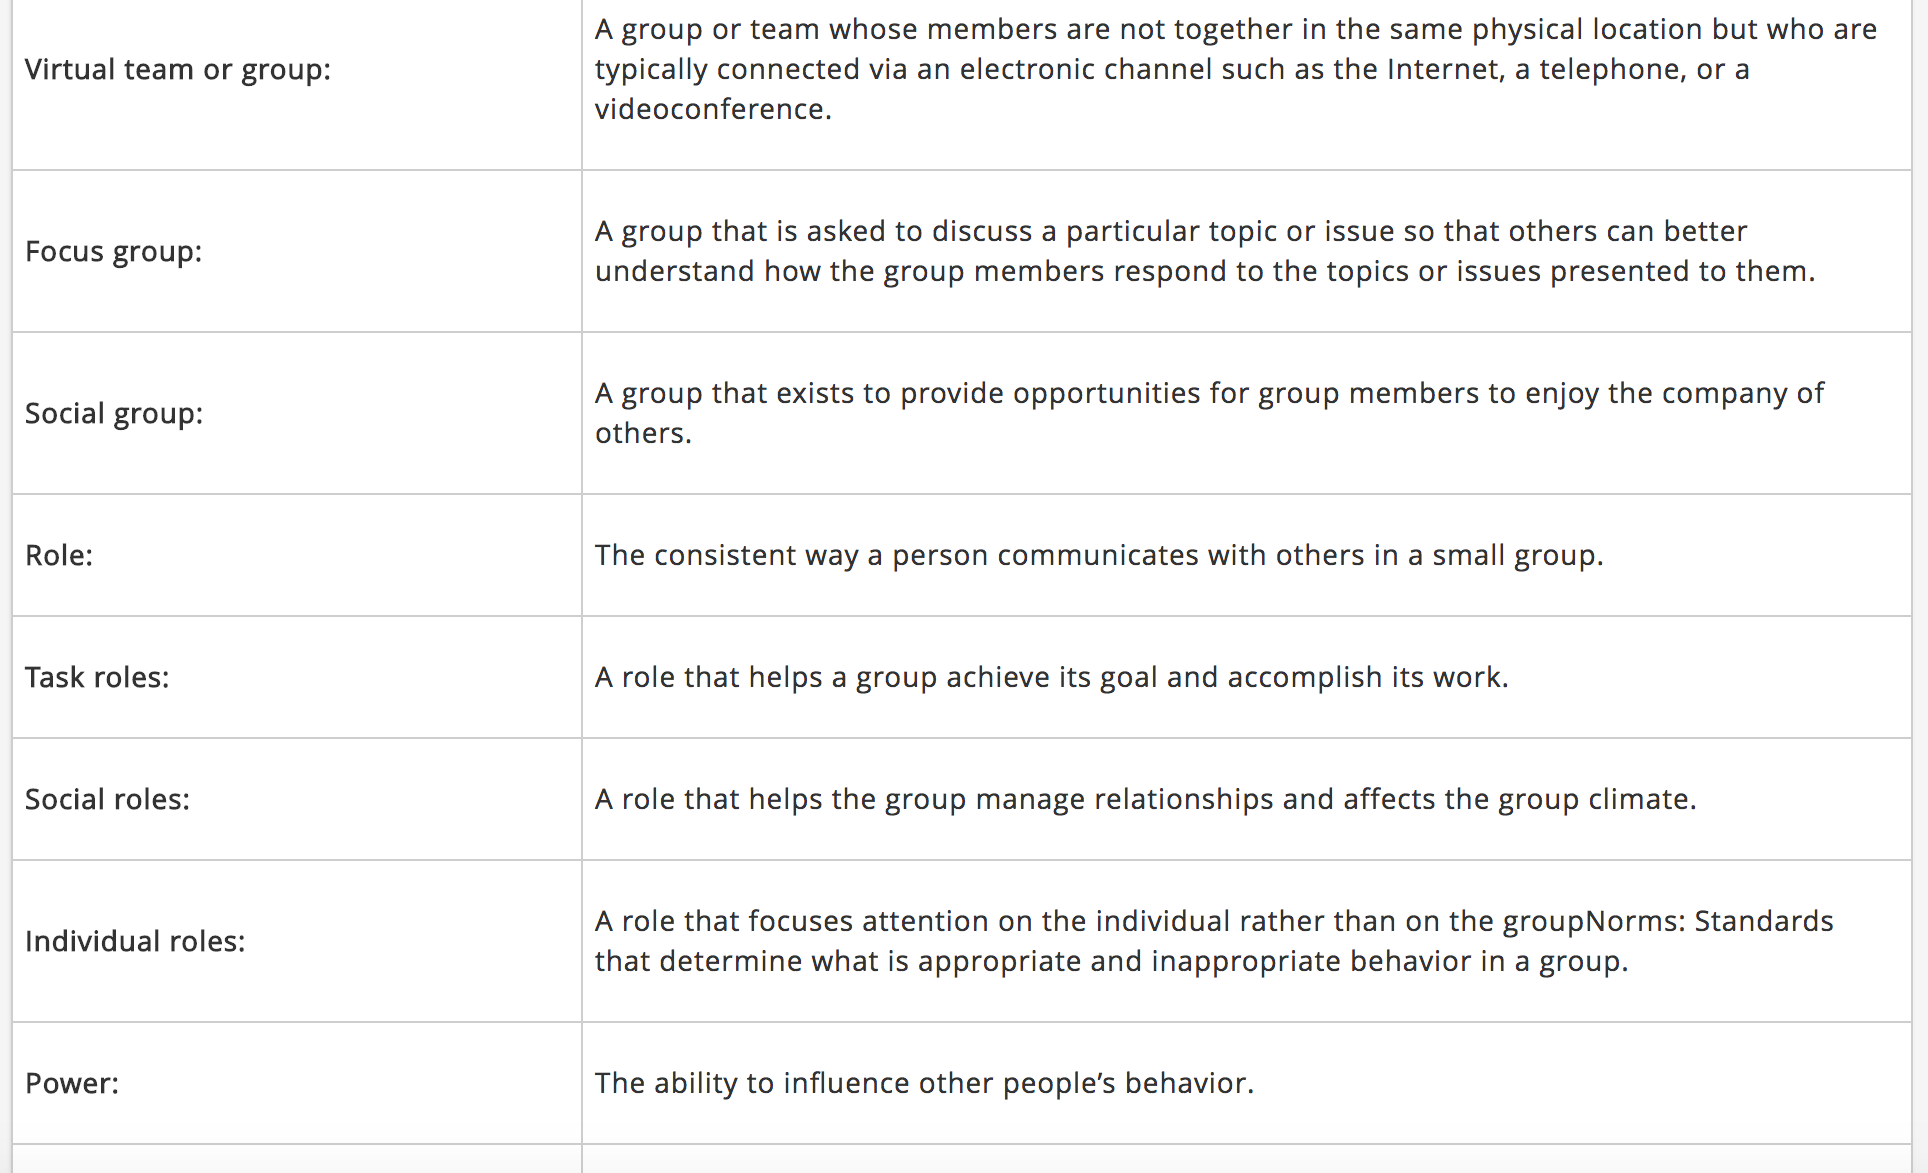 Virtual team or group:
A group or team whose members are not together in the same physical location but who are
typically connected via an electronic channel such as the Internet, a telephone, or a
videoconference.
Focus group:
A group that is asked to discuss a particular topic or issue so that others can better
understand how the group members respond to the topics or issues presented to them.
Social group:
A group that exists to provide opportunities for group members to enjoy the company of
others.
Role:
The consistent way a person communicates with others in a small group.
Task roles:
A role that helps a group achieve its goal and accomplish its work.
Social roles:
A role that helps the group manage relationships and affects the group climate.
Individual roles:
A role that focuses attention on the individual rather than on the groupNorms: Standards
that determine what is appropriate and inappropriate behavior in a group.
Power:
The ability to influence other people’s behavior.